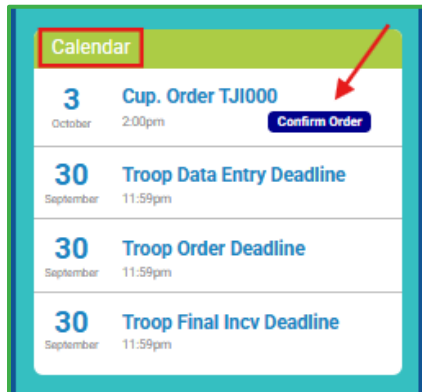 Calendar
3 Cup. Order TJI000
October 2:00pm Confirm Order
30 Troop Data Entry Deadline
September 11:59pm
30 Troop Order Deadline
September 11:59pm
30 Troop Final Incv Deadline
September 11:59pm